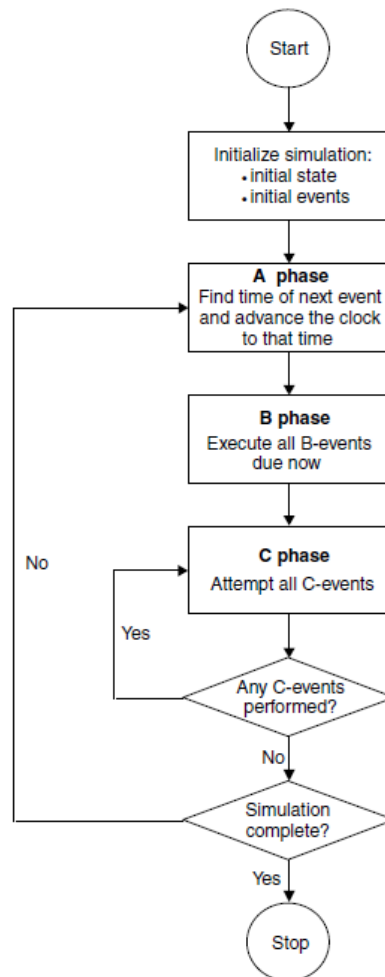 Start
Initialize simulation:
• initial state
• initial events
A phase
Find time of next event
and advance the clock
to that time
B phase
Execute all B-events
due now
C phase
Attempt all C-events
No
Yes
Any C-events
performed?
No
Simulation
complete?
Yes
Stop